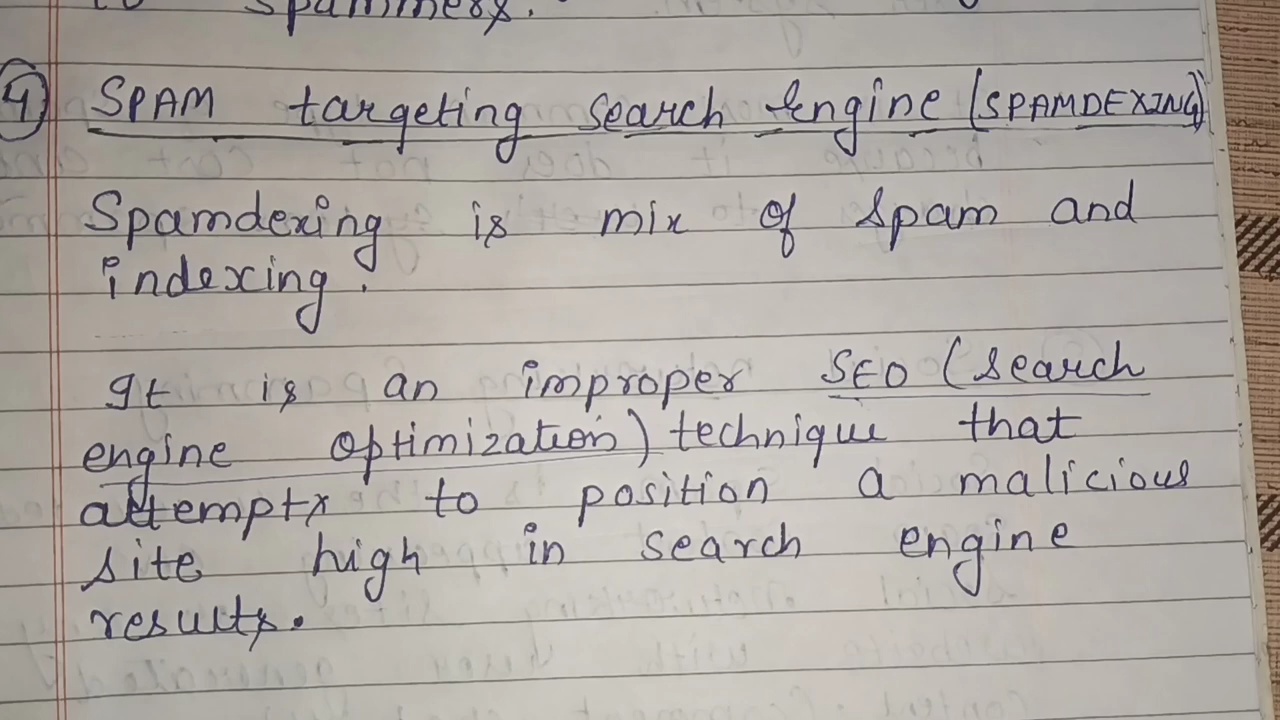 spammers.
④ SPAM targeting search Engine (SPAMDEXING)
Spamdexing is mix of spam and
indexing.
It is an improper SEO (search
engine optimization) technique that
attempts to position a malicious
site high in search engine
results.